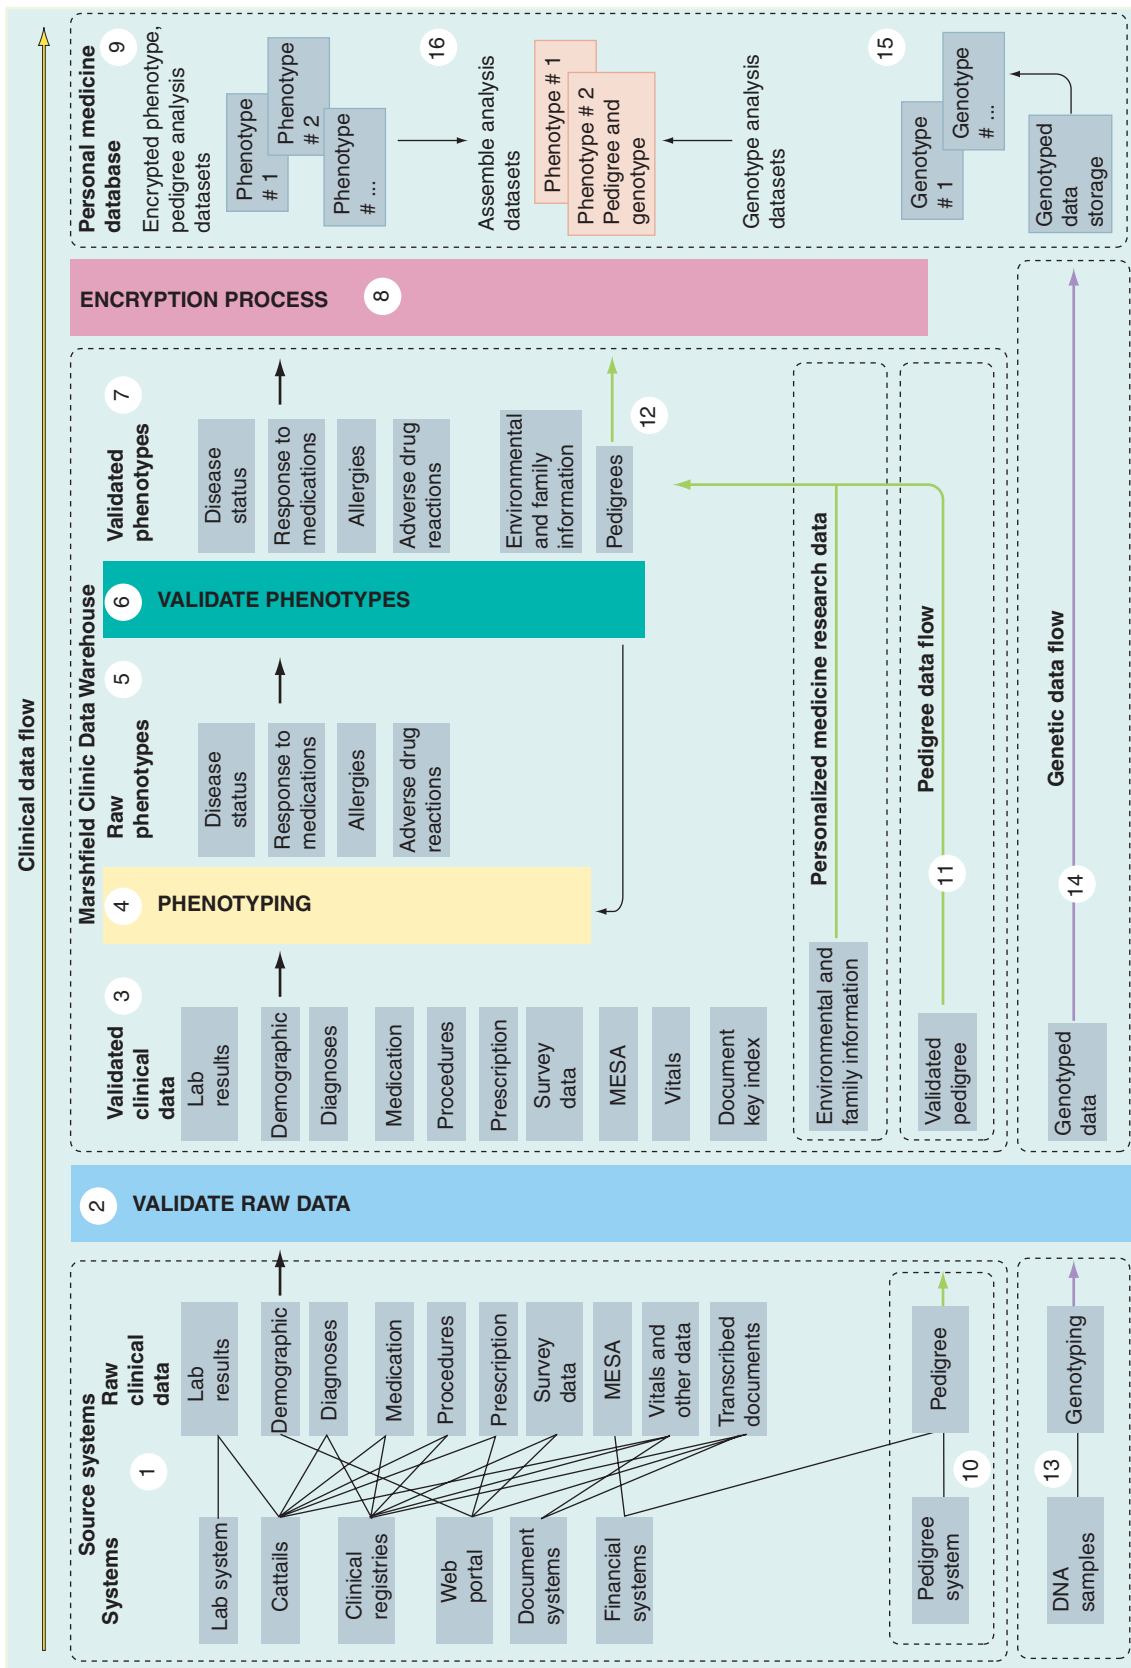 Clinical data flow
Source systems
Systems
1
Raw
clinical
data
Lab system
Cattails
Clinical
registries
Web
portal
Document
systems
Financial
systems
Pedigree
system
DNA
samples
Lab
results
Demographic
Diagnoses
Medication
Procedures
Prescription
Survey
data
MESA
Vitals and
other data
Transcribed
documents
10
Pedigree
13
Genotyping
2
VALIDATE RAW DATA
Marshfield Clinic Data Warehouse
Validated
clinical
data
3
Lab
results
Demographic
Diagnoses
Medication
Procedures
Prescription
Survey
data
MESA
Vitals
Document
key index
Environmental and
family information
Validated
pedigree
Genotyped
data
4
PHENOTYPING
Raw
phenotypes
5
Disease
status
Response to
medications
Allergies
Adverse drug
reactions
6
VALIDATE PHENOTYPES
Validated
phenotypes
7
Disease
status
Response to
medications
Allergies
Adverse drug
reactions
Environmental
and family
information
Pedigrees
12
Personalized medicine research data
11
Pedigree data flow
14
Genetic data flow
ENCRYPTION PROCESS
8
Personal medicine
database
9
Encrypted phenotype,
pedigree analysis
datasets
Phenotype
# 1
Phenotype
# 2
Phenotype
# ...
16
Assemble analysis
datasets
Phenotype # 1
Phenotype # 2
Pedigree and
genotype
Genotype analysis
datasets
15
Genotype
# 1
Genotype
# ...
Genotyped
data
storage